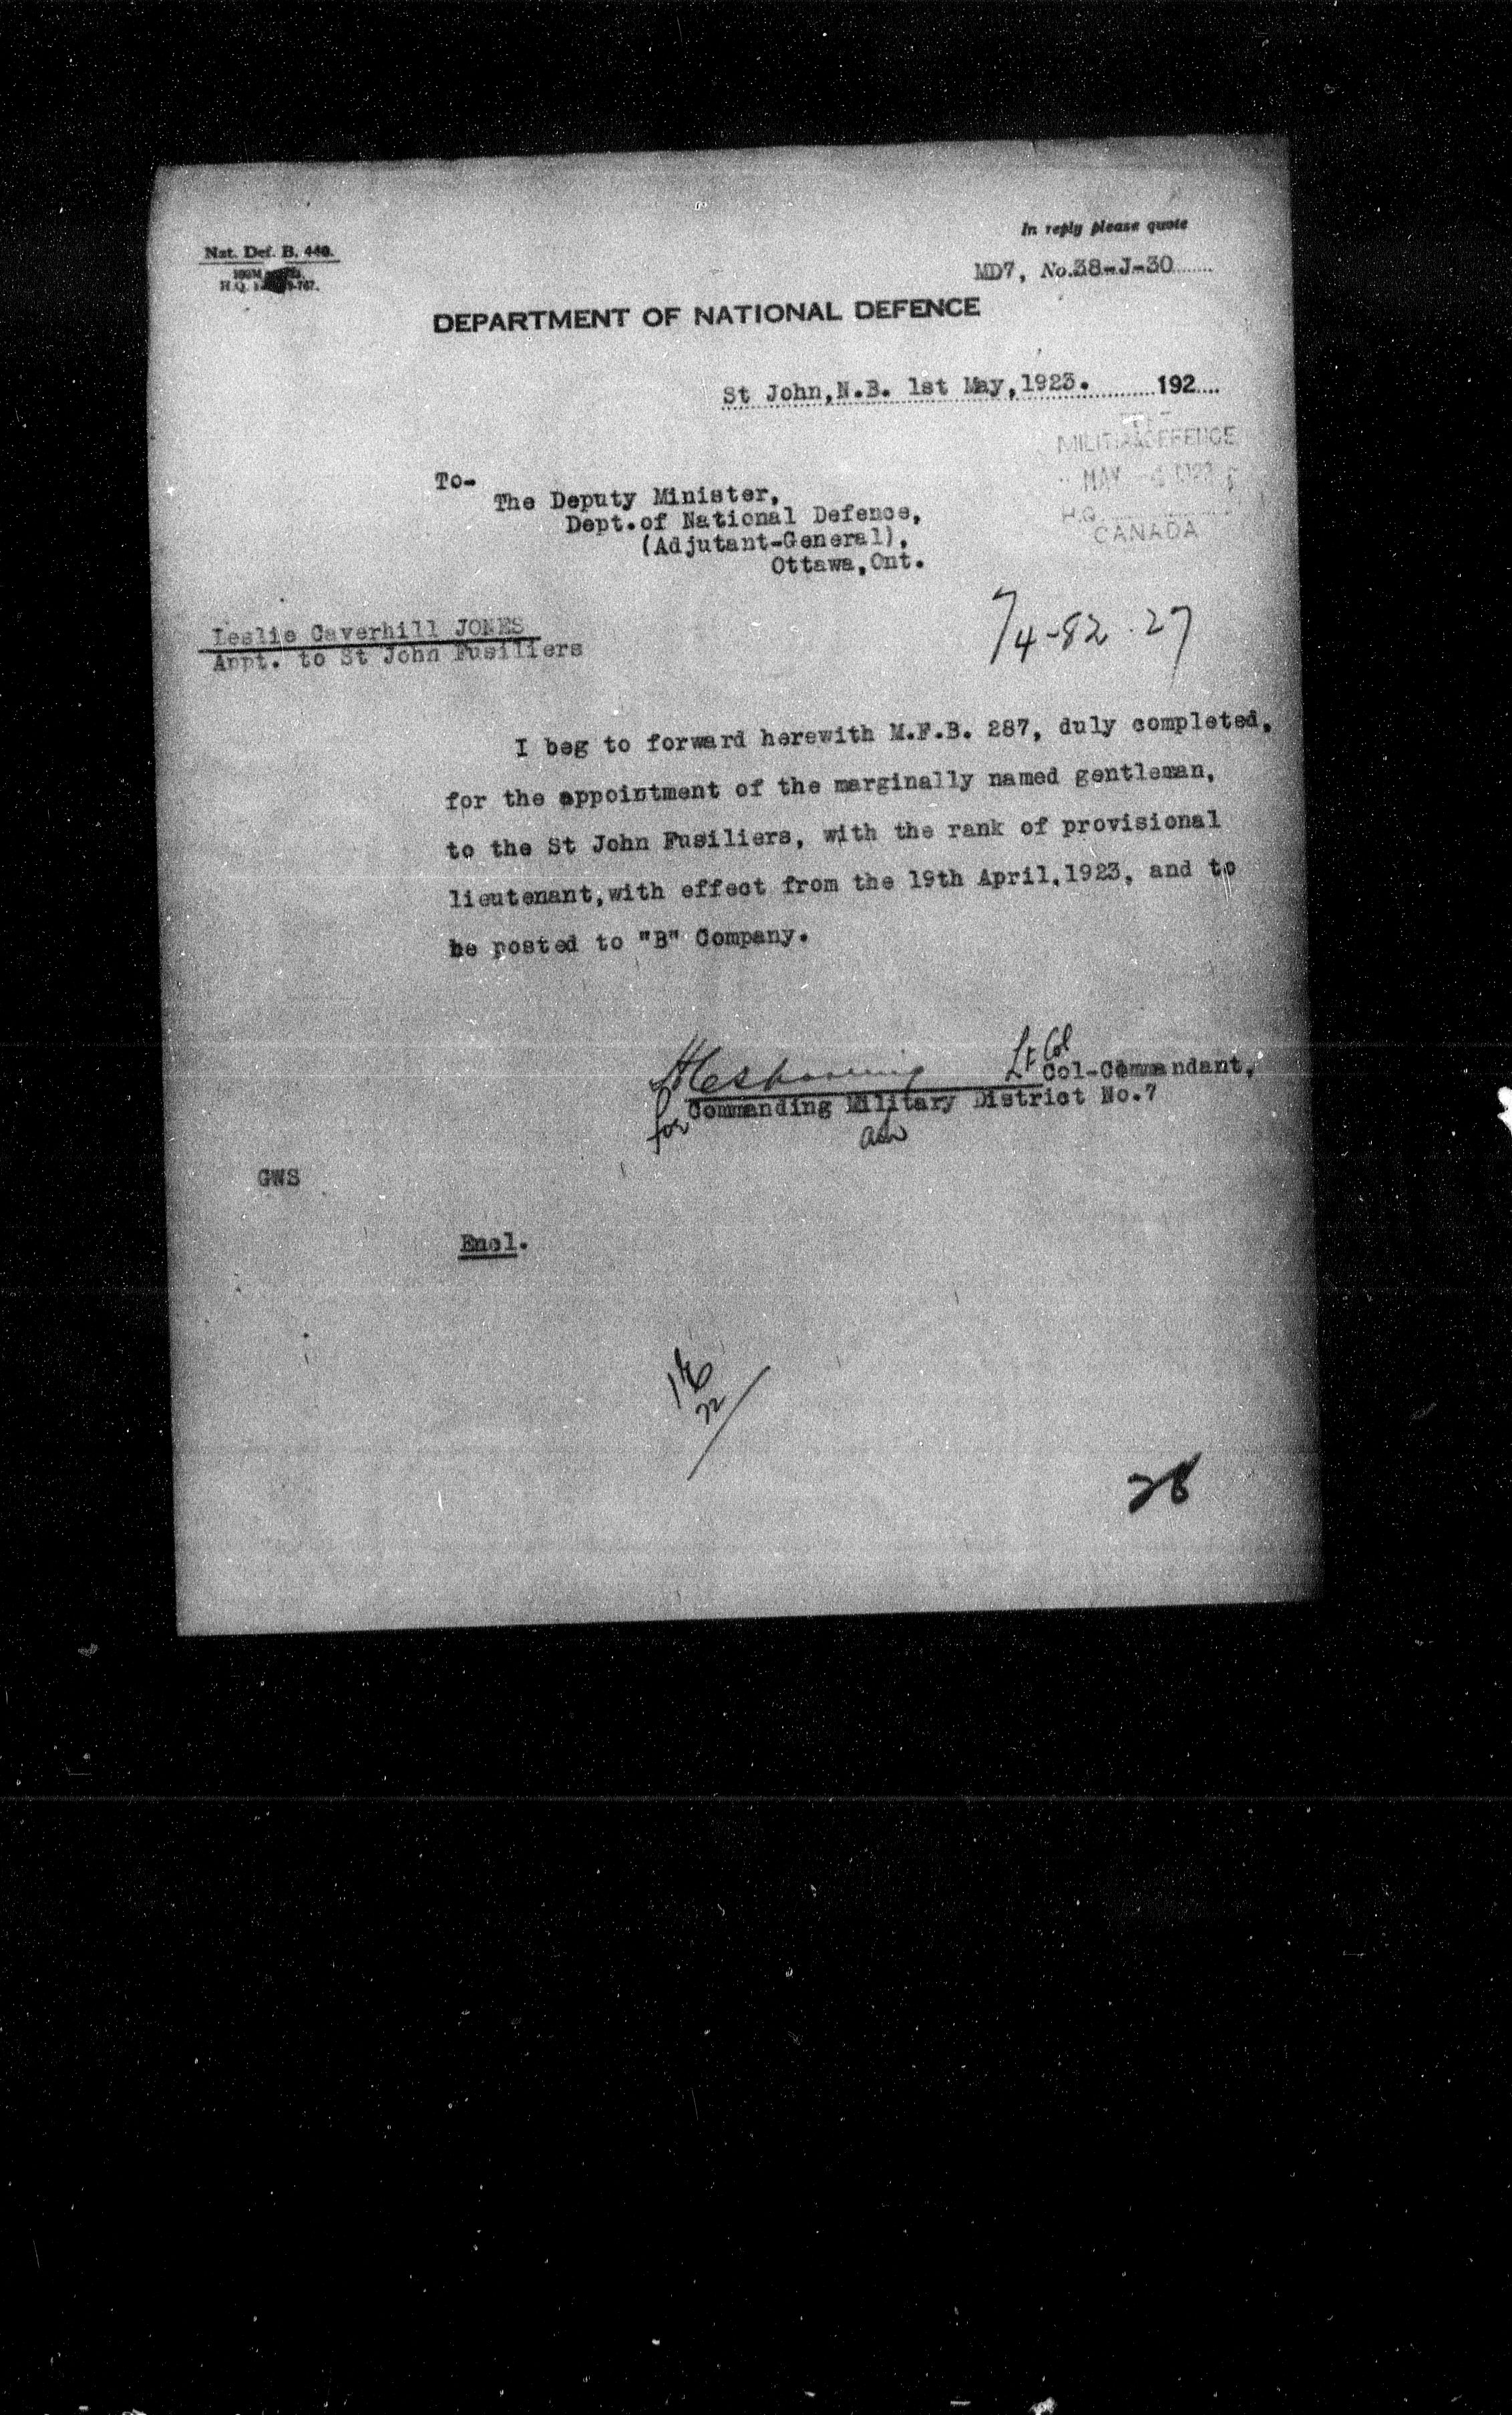 Nat. Def. B. 440.
H.Q.
In reply please quote
MD7, No.38-J-30
DEPARTMENT OF NATIONAL DEFENCE
St John,N.B. 1st May,1923. 192
MILITIA & DEFENCE
MAY
H.Q.
CANADA
To-
The Deputy Minister,
Dept.of National Defence,
(Adjutant-General),
Ottawa,Ont.
74-82-27
Leslie Caverhill JONES
Appt. to St John Fusiliers
I beg to forward herewith M.F.B. 287, duly completed,
for the appointment of the marginally named gentleman,
to the St John Fusiliers, with the rank of provisional
lieutenant,with effect from the 19th April,1923, and to
be posted to "B" Company.
Lt Col
Col-Commandant,
for Commanding Military District No.7
GWS
Encl.
28